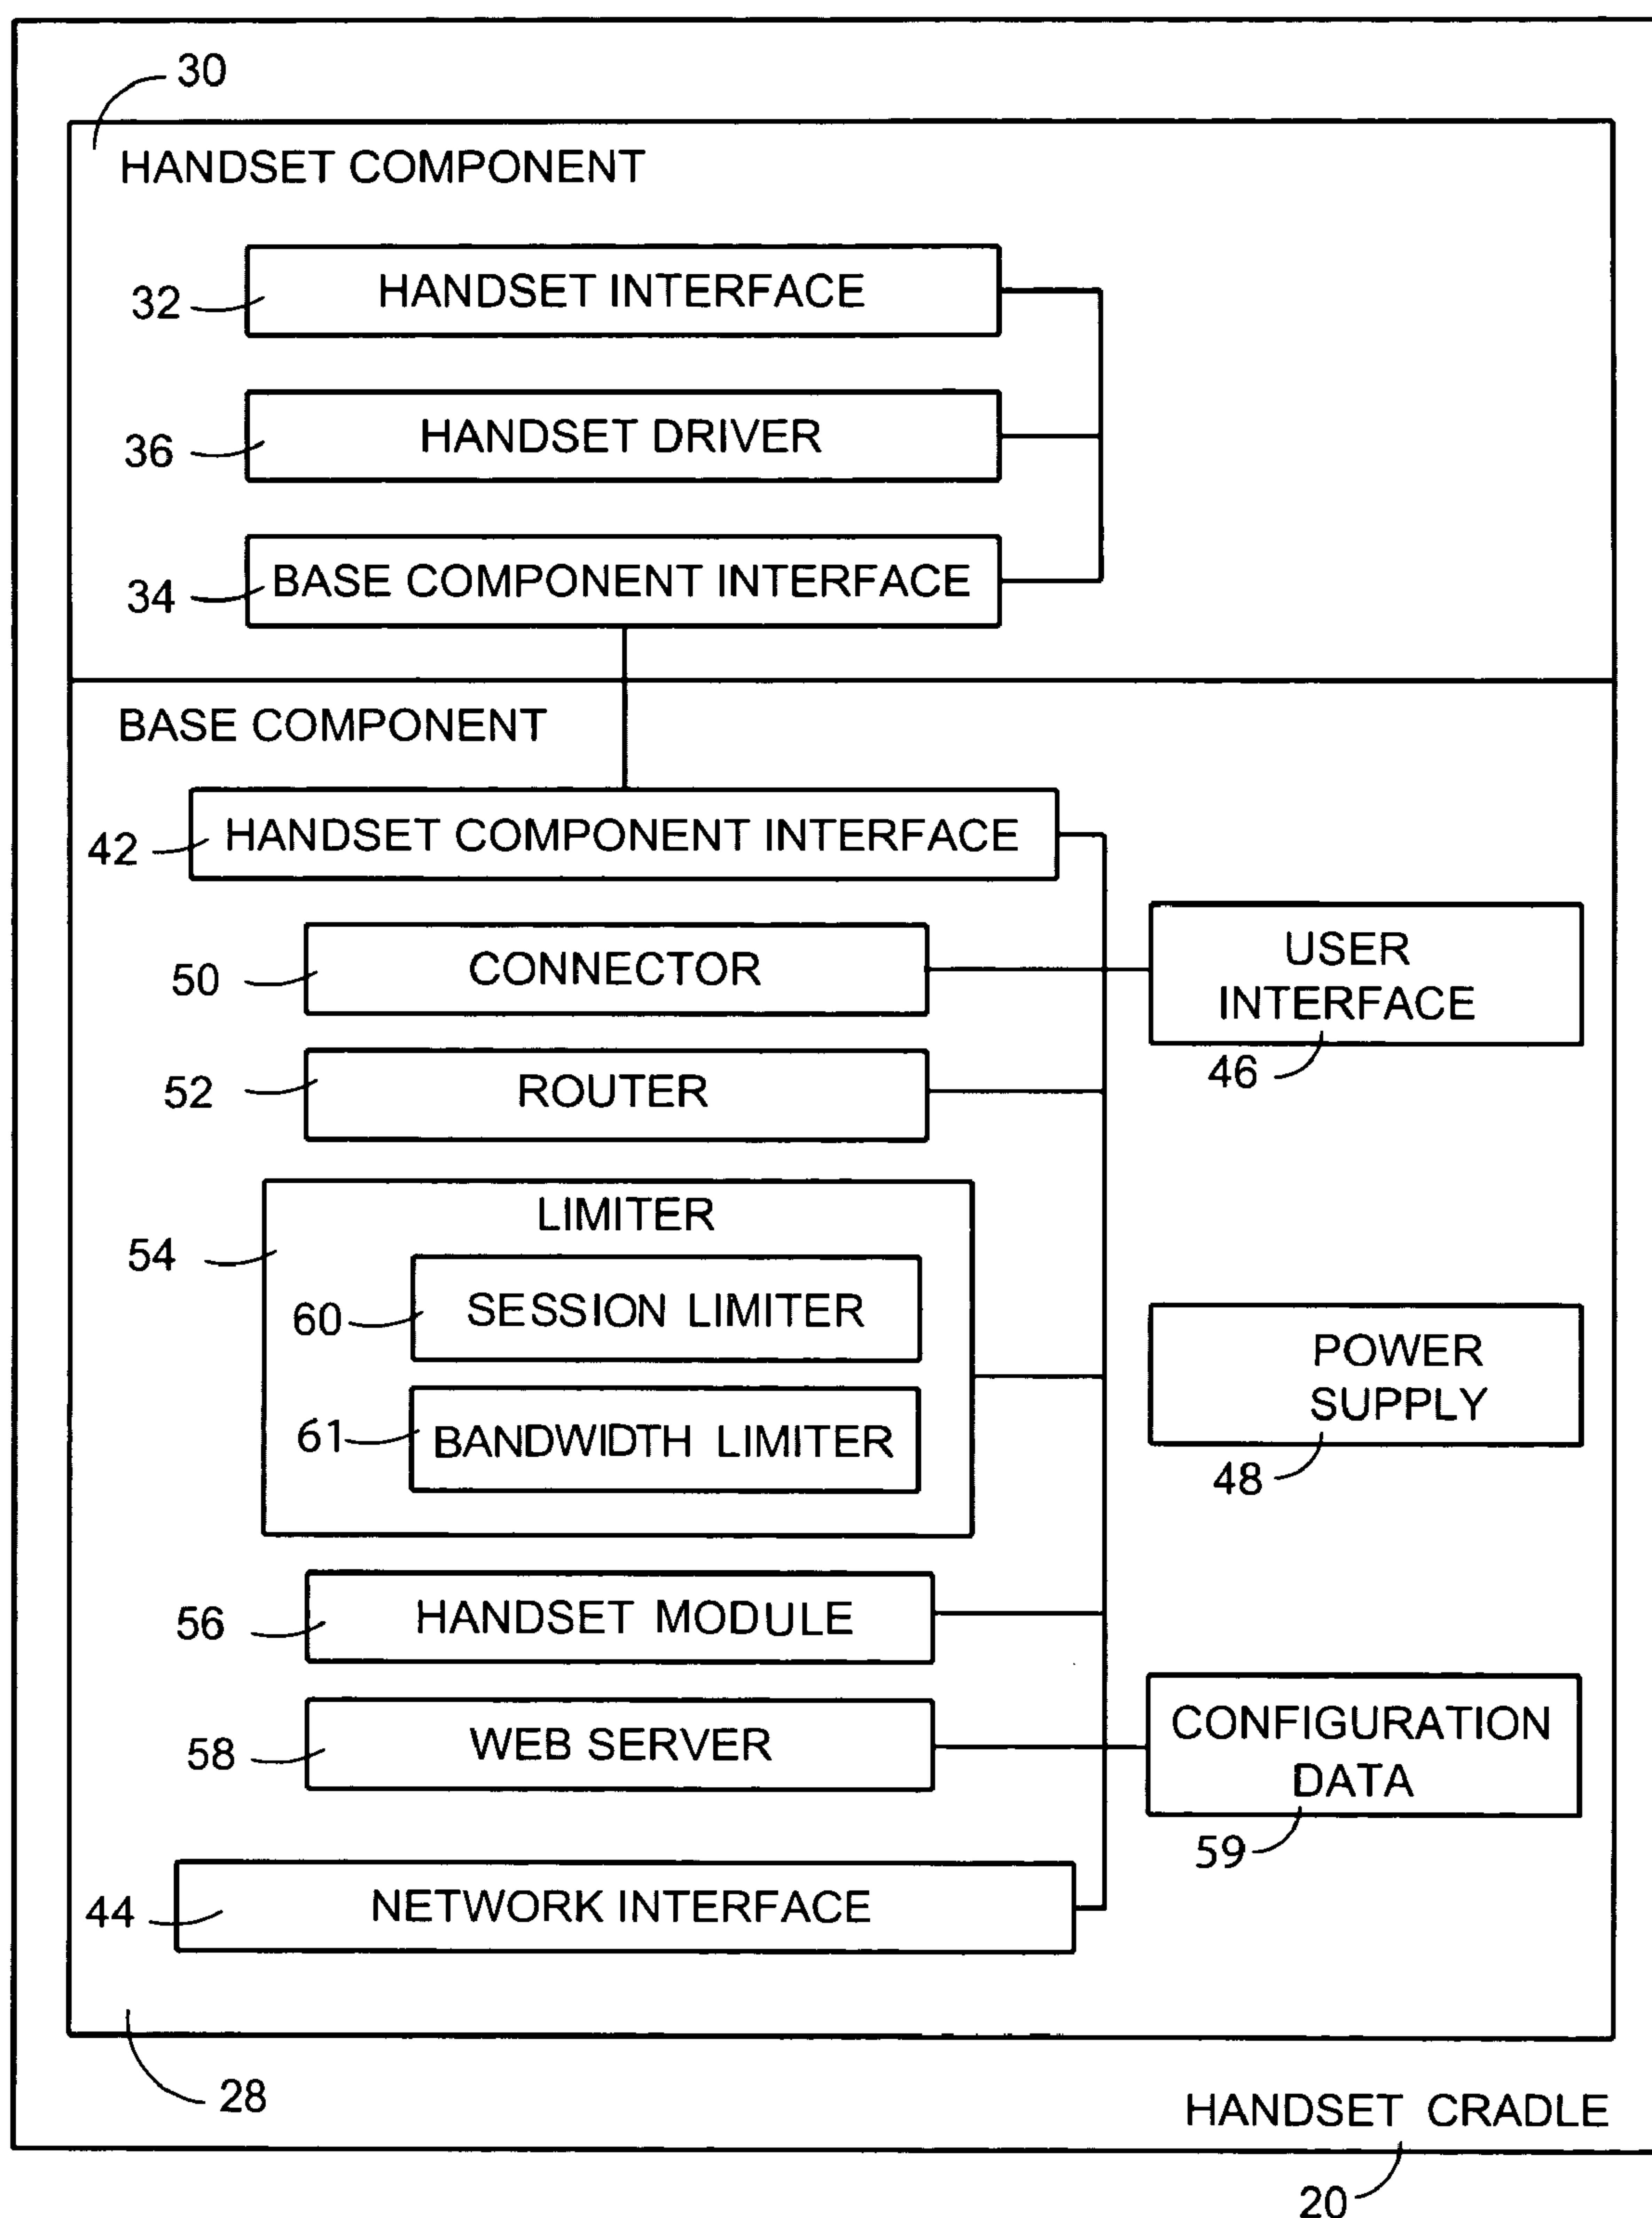 30
HANDSET COMPONENT
32
HANDSET INTERFACE
36
HANDSET DRIVER
34
BASE COMPONENT INTERFACE
BASE COMPONENT
42
HANDSET COMPONENT INTERFACE
50
CONNECTOR
USER
INTERFACE
46
52
ROUTER
54
LIMITER
60
SESSION LIMITER
61
BANDWIDTH LIMITER
POWER
SUPPLY
48
56
HANDSET MODULE
58
WEB SERVER
CONFIGURATION
DATA
59
44
NETWORK INTERFACE
28
HANDSET CRADLE
20